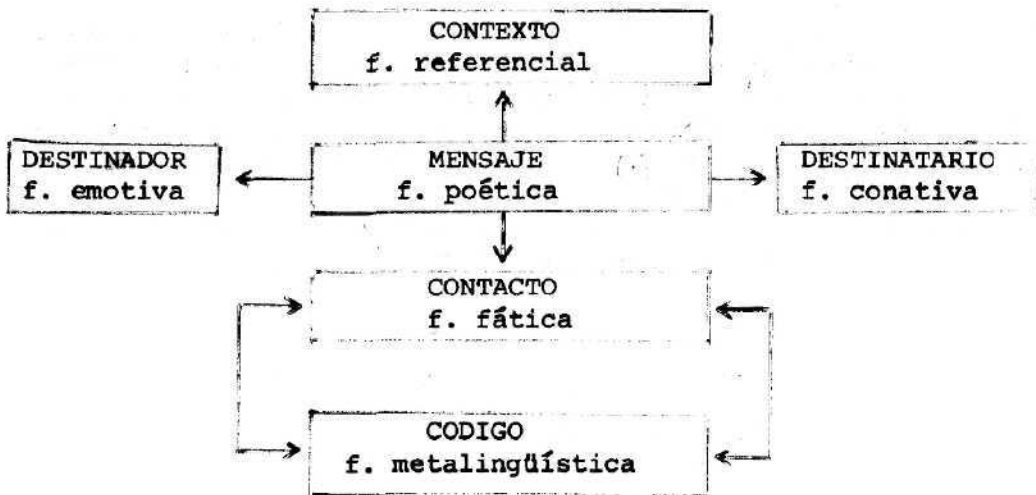 CONTEXTO
f. referencial
DESTINADOR
f. emotiva
MENSAJE
f. poética
DESTINATARIO
f. conativa
CONTACTO
f. fática
CODIGO
f. metalingüística